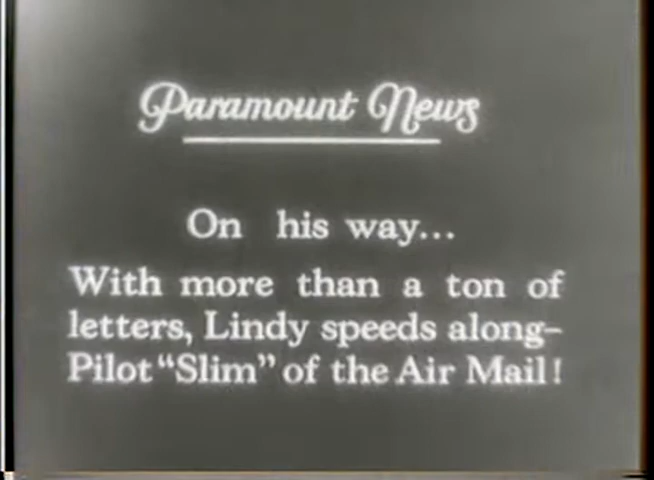 Paramount News
On his way...
With more than a ton of
letters, Lindy speeds along–
Pilot “Slim” of the Air Mail!